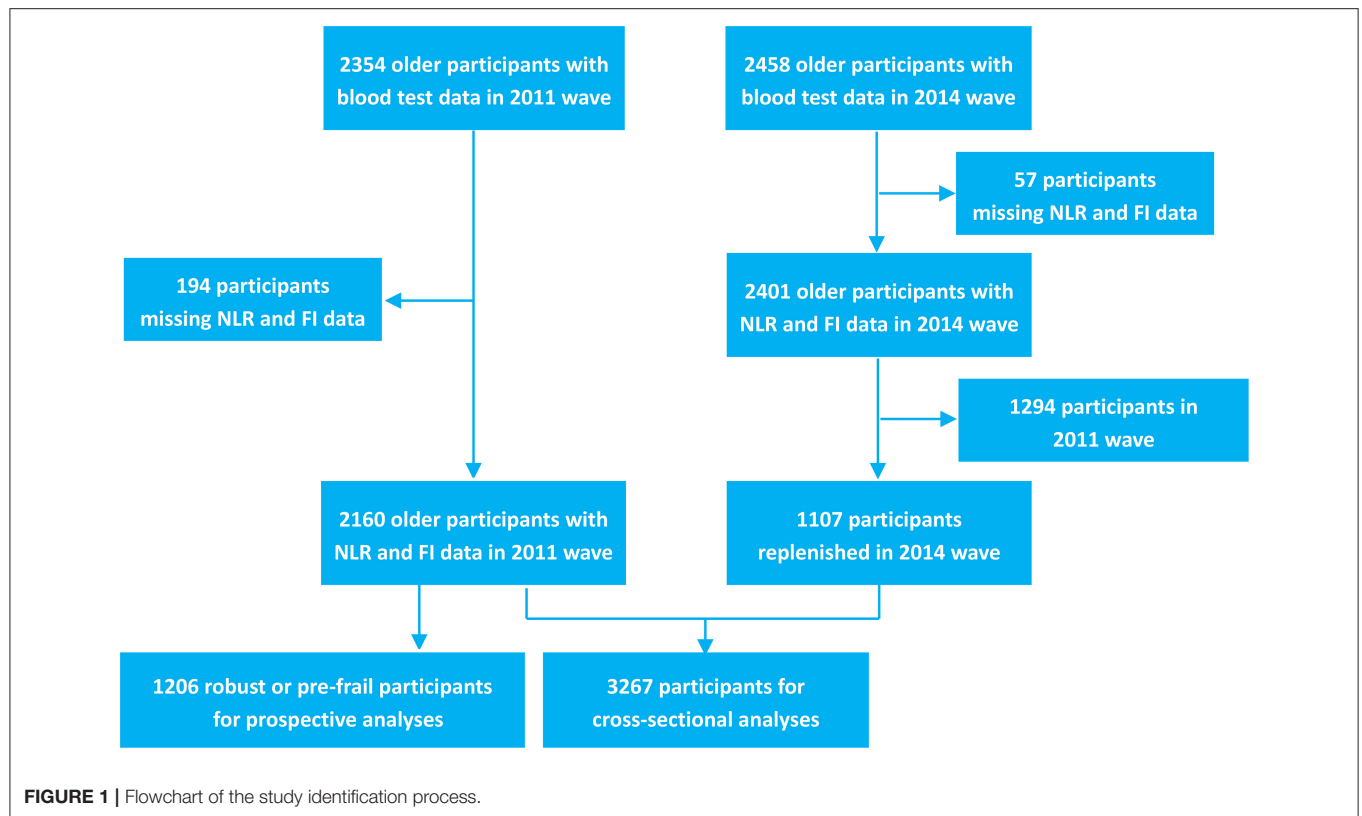 2354 older participants with
blood test data in 2011 wave
2458 older participants with
blood test data in 2014 wave
57 participants
missing NLR and FI data
194 participants
missing NLR and FI data
2401 older participants with
NLR and FI data in 2014 wave
1294 participants in
2011 wave
2160 older participants with
NLR and FI data in 2011 wave
1107 participants
replenished in 2014 wave
1206 robust or pre-frail participants
for prospective analyses
3267 participants for
cross-sectional analyses
FIGURE 1 | Flowchart of the study identification process.